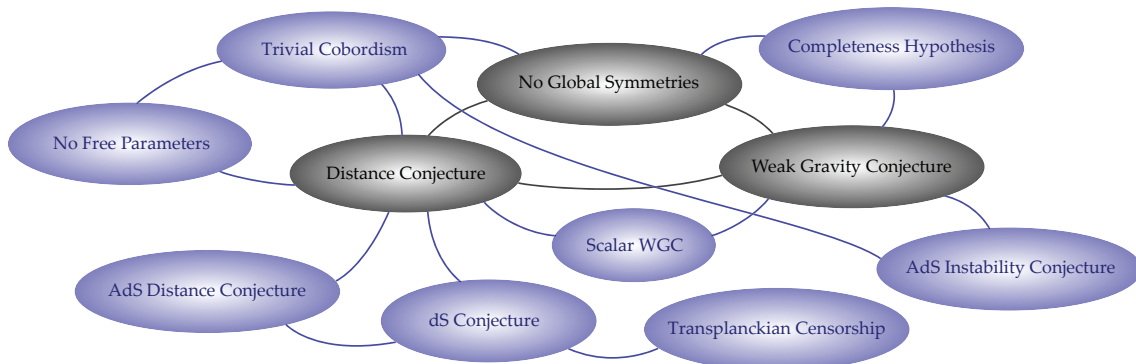 Trivial Cobordism
Completeness Hypothesis
No Global Symmetries
No Free Parameters
Distance Conjecture
Weak Gravity Conjecture
Scalar WGC
AdS Instability Conjecture
AdS Distance Conjecture
dS Conjecture
Transplanckian Censorship